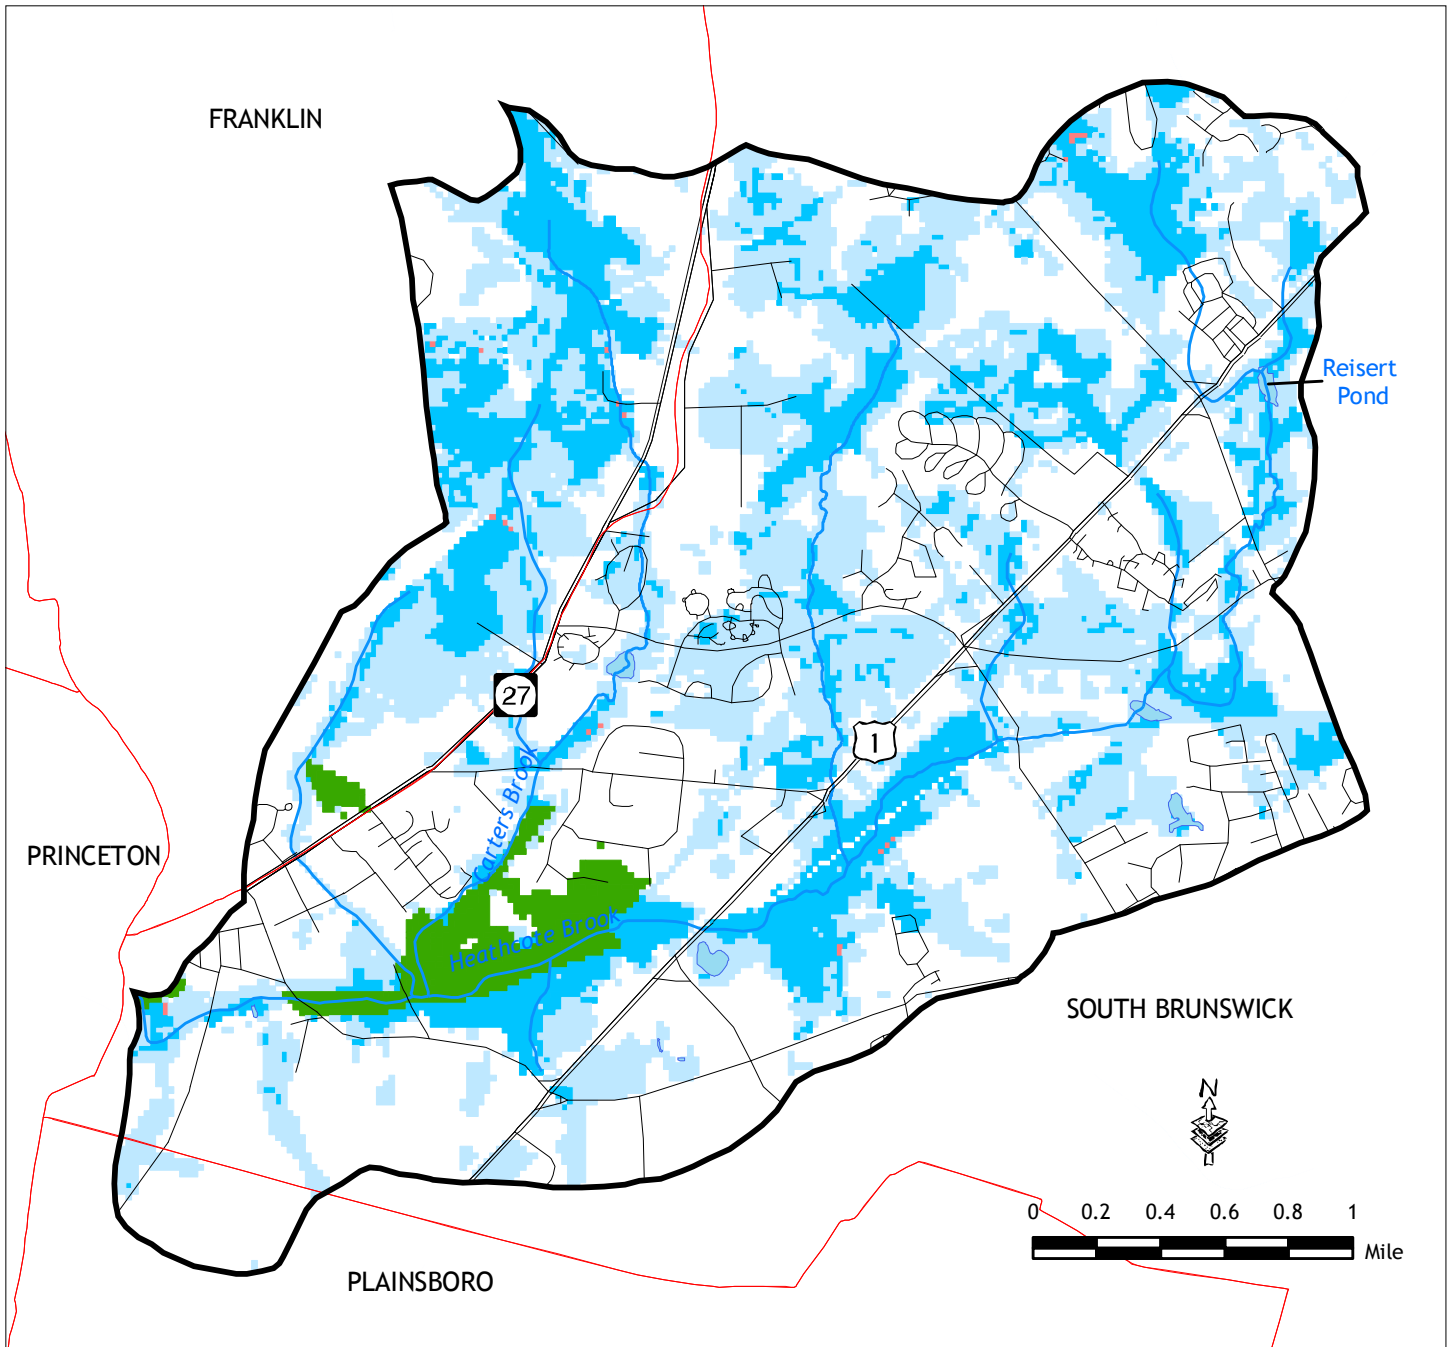 FRANKLIN
Reisert
Pond
27
1
Carters Brook
PRINCETON
Heathcote Brook
SOUTH BRUNSWICK
N
0 0.2 0.4 0.6 0.8 1
Mile
PLAINSBORO